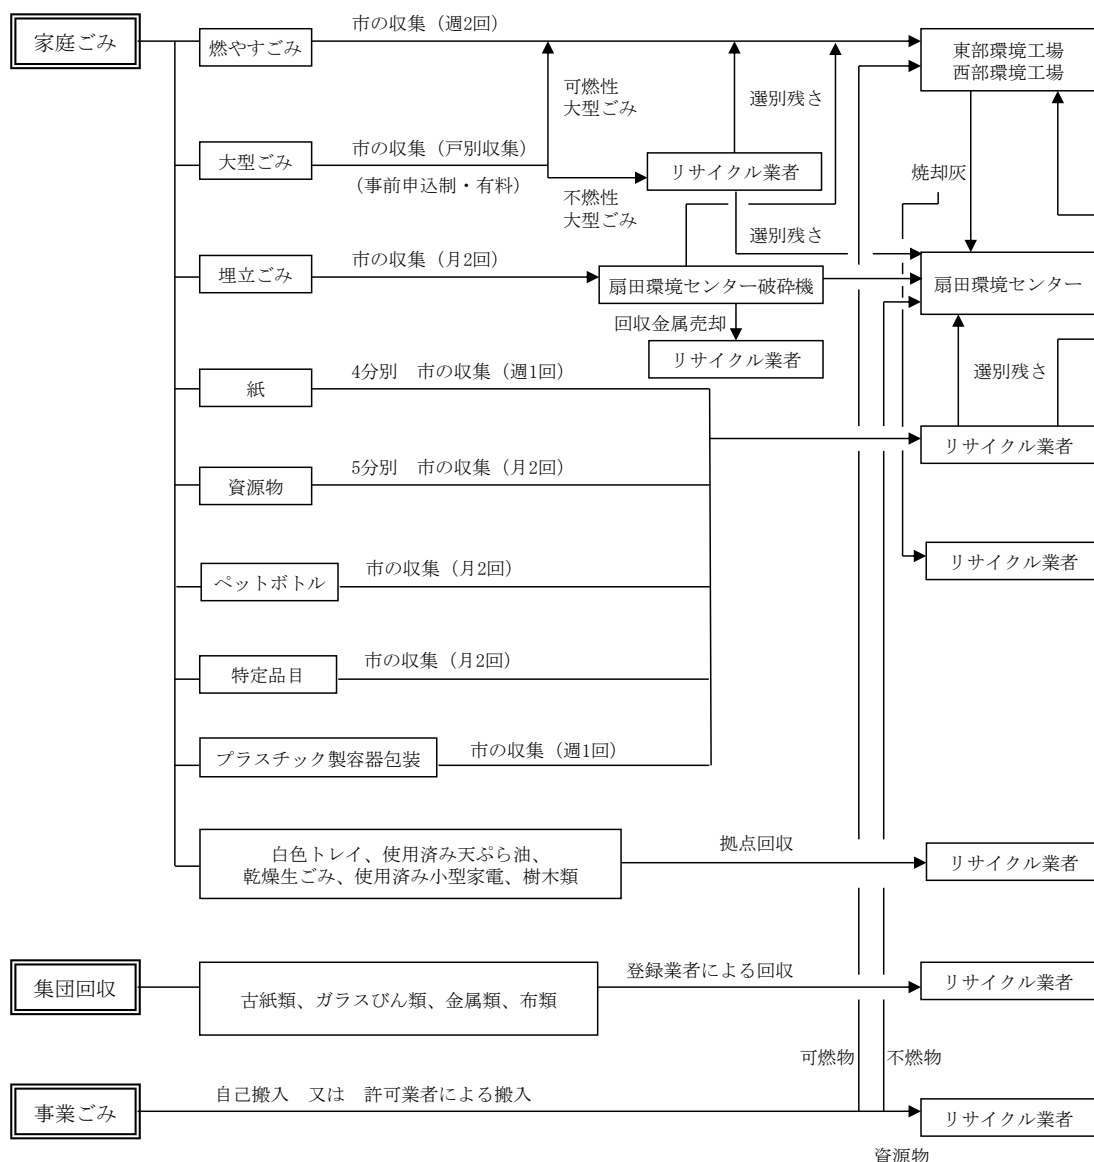 家庭ごみ
燃やすごみ
市の収集（週2回）
東部環境工場
西部環境工場
可燃性
大型ごみ
選別残さ
大型ごみ
市の収集（戸別収集）
（事前申込制・有料）
リサイクル業者
焼却灰
不燃性
大型ごみ
選別残さ
埋立ごみ
市の収集（月2回）
扇田環境センター破砕機
扇田環境センター
回収金属売却
リサイクル業者
選別残さ
紙
4分別　市の収集（週1回）
リサイクル業者
資源物
5分別　市の収集（月2回）
リサイクル業者
ペットボトル
市の収集（月2回）
特定品目
市の収集（月2回）
プラスチック製容器包装
市の収集（週1回）
白色トレイ、使用済み天ぷら油、
乾燥生ごみ、使用済み小型家電、樹木類
拠点回収
リサイクル業者
集団回収
古紙類、ガラスびん類、金属類、布類
登録業者による回収
リサイクル業者
可燃物
不燃物
事業ごみ
自己搬入　又は　許可業者による搬入
リサイクル業者
資源物